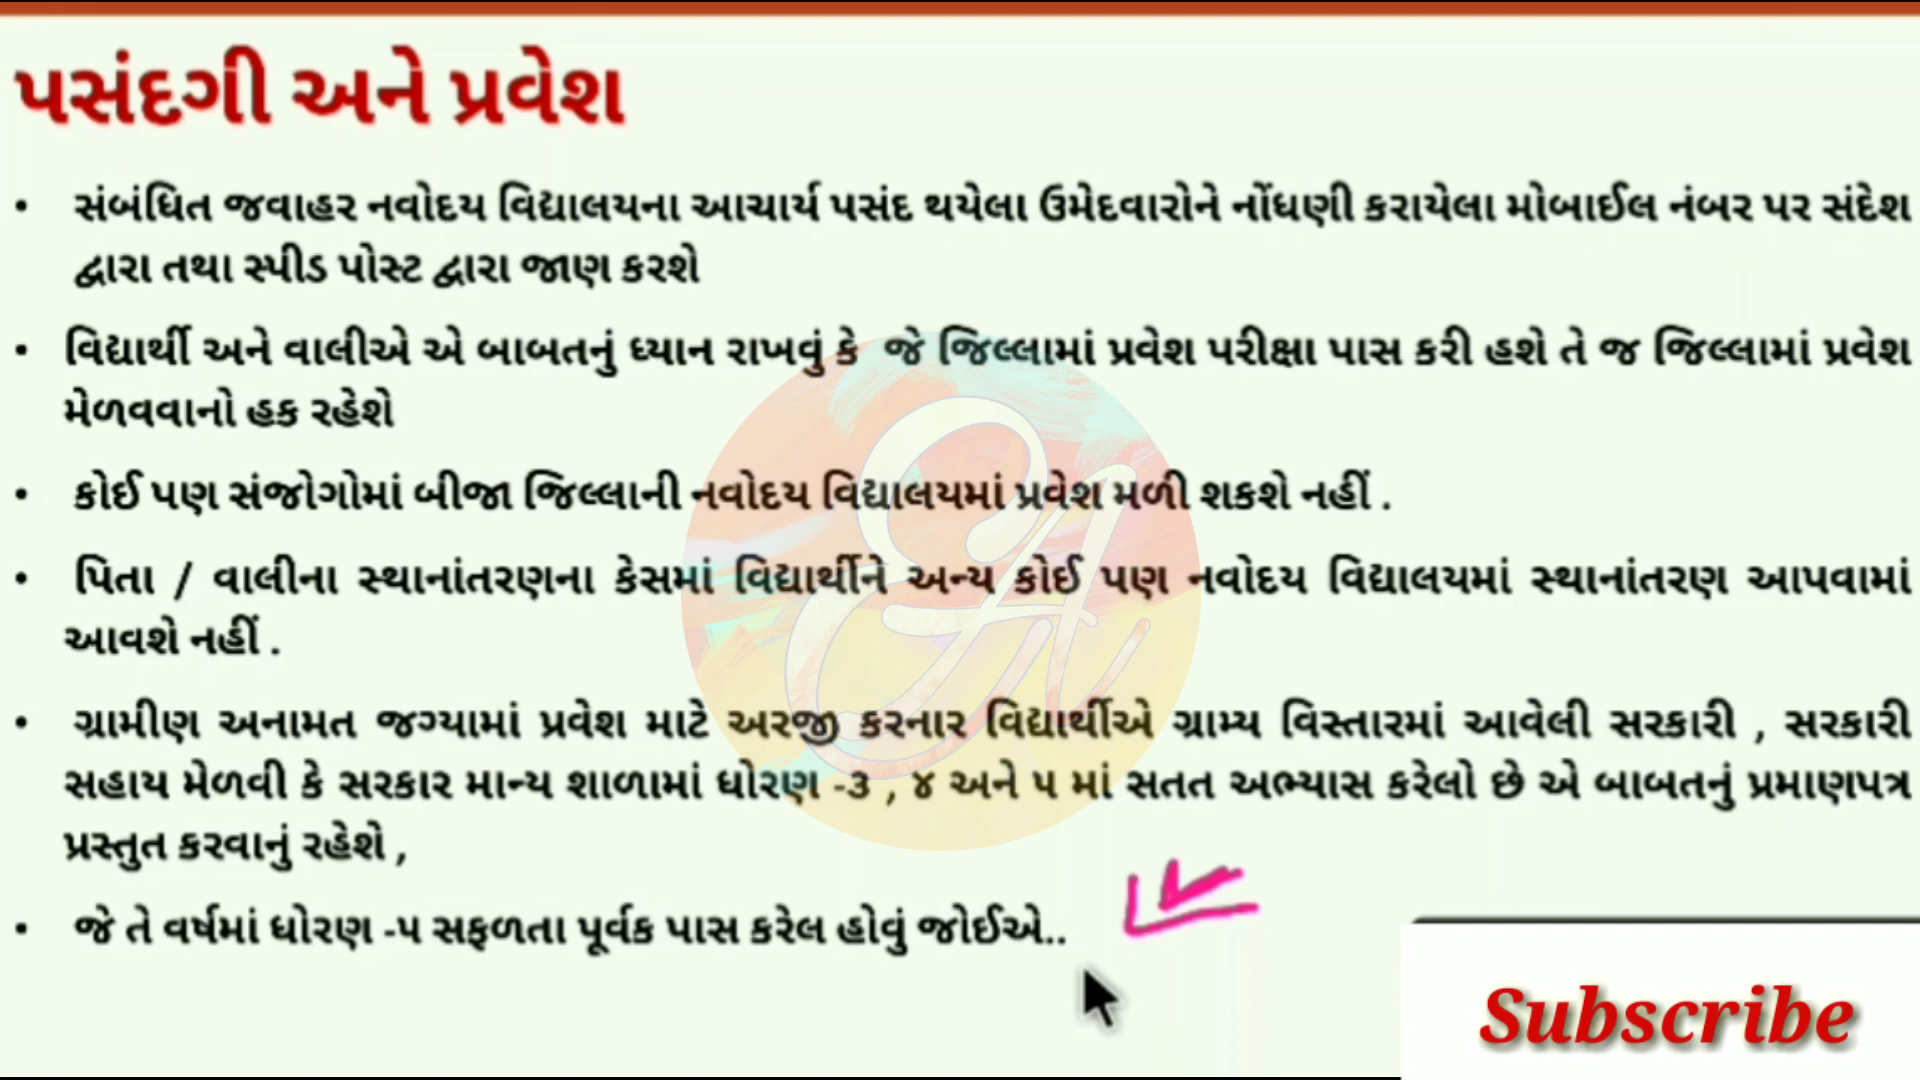 પસંદગી અને પ્રવેશ
• સંબંધિત જવાહર નવોદય વિદ્યાલયના આચાર્ય પસંદ થયેલા ઉમેદવારોને નોંધણી કરાયેલા મોબાઈલ નંબર પર સંદેશ
દ્વારા તથા સ્પીડ પોસ્ટ દ્વારા જાણ કરશે
• વિદ્યાર્થી અને વાલીએ એ બાબતનું ધ્યાન રાખવું કે જે જિલ્લામાં પ્રવેશ પરીક્ષા પાસ કરી હશે તે જ જિલ્લામાં પ્રવેશ
મેળવવાનો હક રહેશે
• કોઈ પણ સંજોગોમાં બીજા જિલ્લાની નવોદય વિદ્યાલયમાં પ્રવેશ મળી શકશે નહીં .
• પિતા / વાલીના સ્થાનાંતરણના કેસમાં વિદ્યાર્થીને અન્ય કોઈ પણ નવોદય વિદ્યાલયમાં સ્થાનાંતરણ આપવામાં
આવશે નહીં .
• ગ્રામીણ અનામત જગ્યામાં પ્રવેશ માટે અરજી કરનાર વિદ્યાર્થીએ ગ્રામ્ય વિસ્તારમાં આવેલી સરકારી , સરકારી
સહાય મેળવી કે સરકાર માન્ય શાળામાં ધોરણ -૩ , ૪ અને ૫ માં સતત અભ્યાસ કરેલો છે એ બાબતનું પ્રમાણપત્ર
પ્રસ્તુત કરવાનું રહેશે ,
• જે તે વર્ષમાં ધોરણ -૫ સફળતા પૂર્વક પાસ કરેલ હોવું જોઈએ..
EA
Subscribe